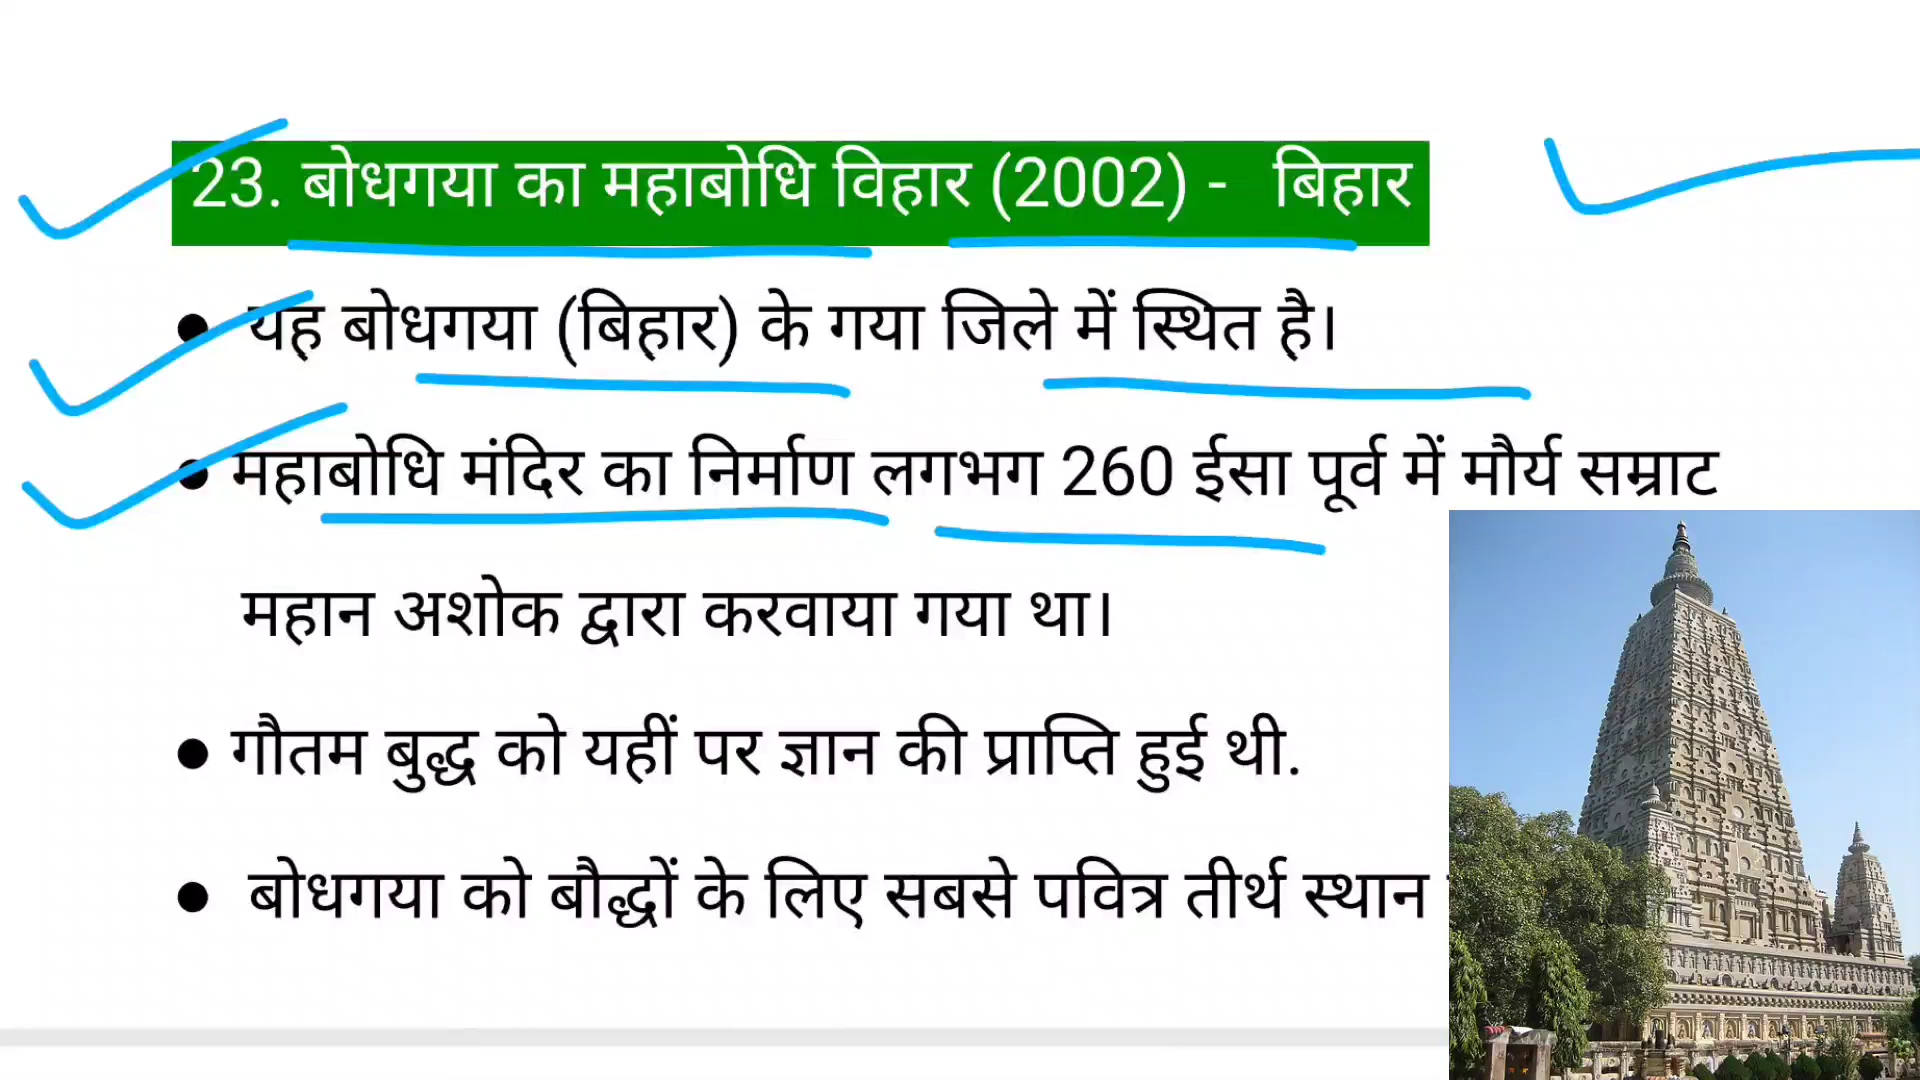 23. बोधगया का महाबोधि विहार (2002) - बिहार
● यह बोधगया (बिहार) के गया जिले में स्थित है।
● महाबोधि मंदिर का निर्माण लगभग 260 ईसा पूर्व में मौर्य सम्राट
महान अशोक द्वारा करवाया गया था।
● गौतम बुद्ध को यहीं पर ज्ञान की प्राप्ति हुई थी.
● बोधगया को बौद्धों के लिए सबसे पवित्र तीर्थ स्थान